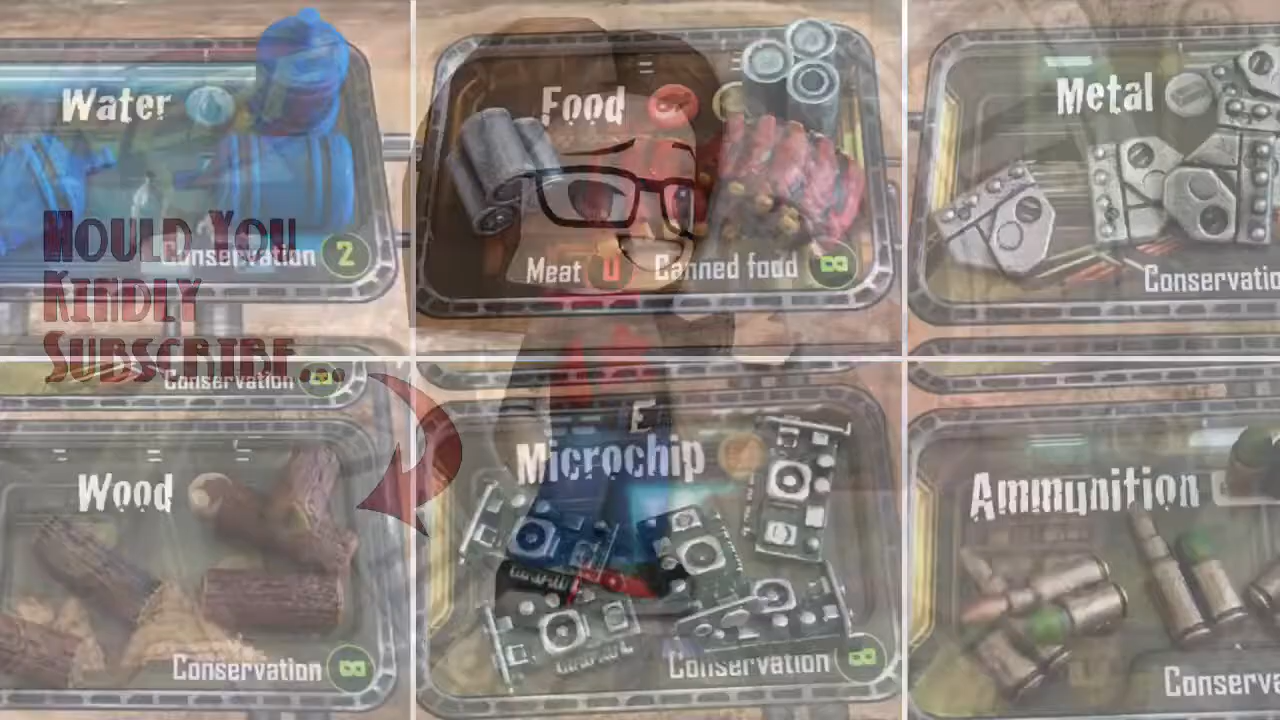 Water
Conservation 2
Food
Meat 0 Canned food ∞
Metal
Conservatio
Would You
Kindly
Subscribe...
Conservation ∞
Wood
Conservation ∞
Microchip
Conservation ∞
Ammunition
Conserva